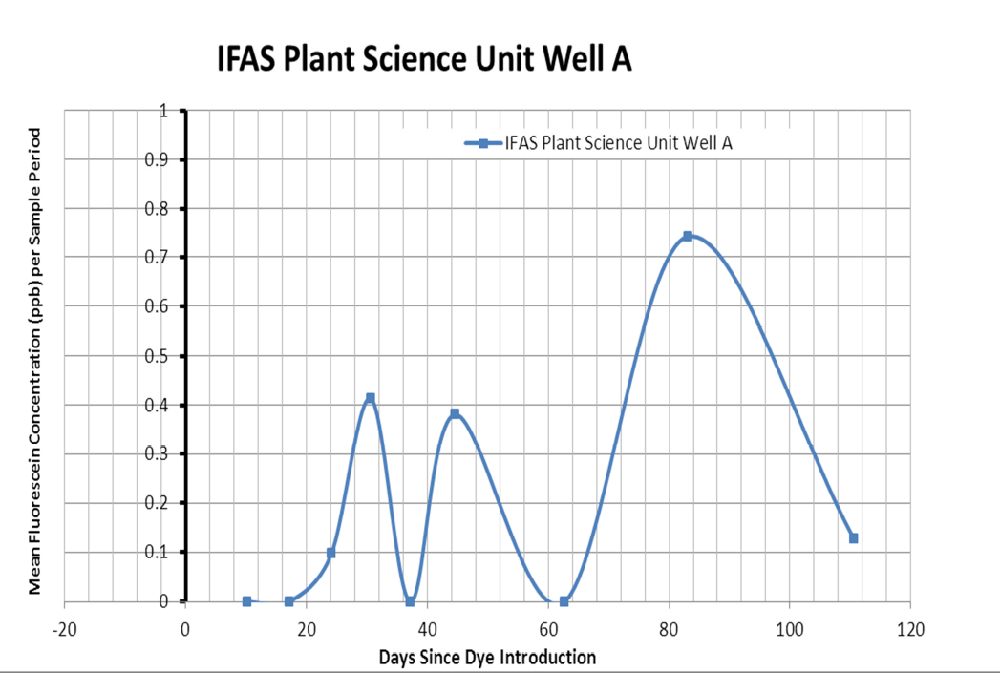 IFAS Plant Science Unit Well A
Mean Fluorescein Concentration (ppb) per Sample Period
1
0.9
0.8
0.7
0.6
0.5
0.4
0.3
0.2
0.1
0
IFAS Plant Science Unit Well A
-20 0 20 40 60 80 100 120
Days Since Dye Introduction